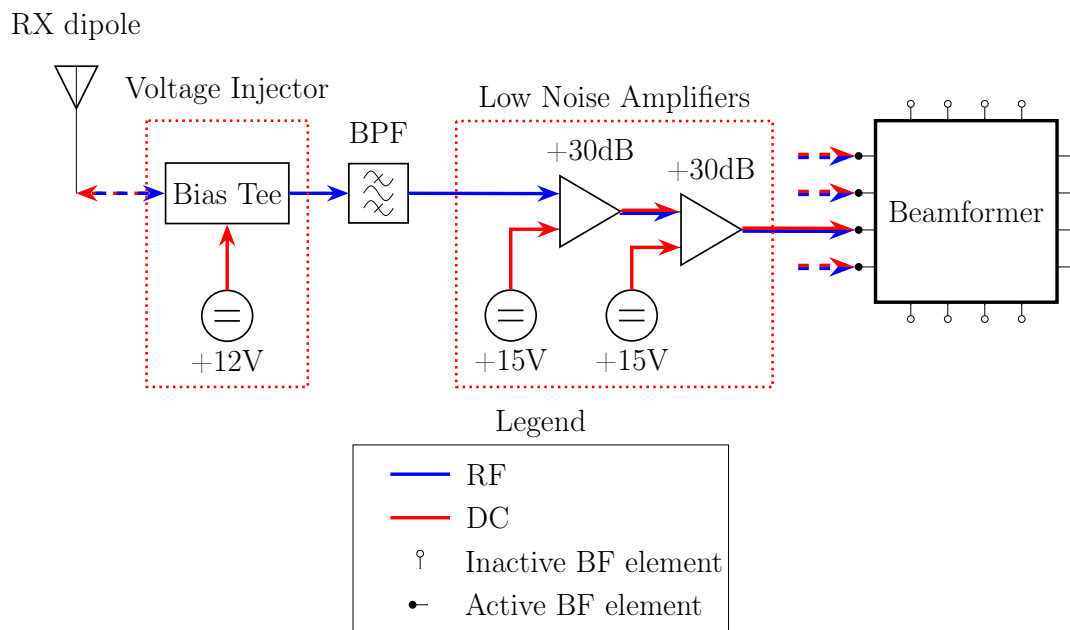 RX dipole
Voltage Injector
Low Noise Amplifiers
BPF
+30dB
+30dB
Bias Tee
Beamformer
+12V
+15V
+15V
Legend
RF
DC
Inactive BF element
Active BF element